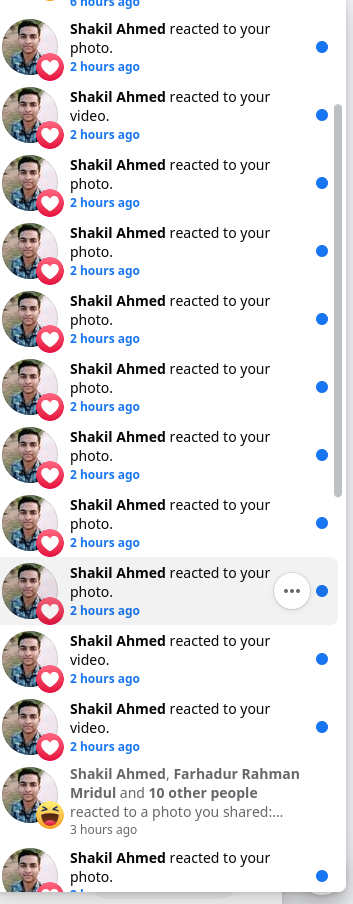 6 hours ago
Shakil Ahmed reacted to your
photo.
2 hours ago
Shakil Ahmed reacted to your
video.
2 hours ago
Shakil Ahmed reacted to your
photo.
2 hours ago
Shakil Ahmed reacted to your
photo.
2 hours ago
Shakil Ahmed reacted to your
photo.
2 hours ago
Shakil Ahmed reacted to your
photo.
2 hours ago
Shakil Ahmed reacted to your
photo.
2 hours ago
Shakil Ahmed reacted to your
photo.
2 hours ago
Shakil Ahmed reacted to your
photo.
2 hours ago
Shakil Ahmed reacted to your
video.
2 hours ago
Shakil Ahmed reacted to your
video.
2 hours ago
Shakil Ahmed, Farhadur Rahman
Mridul and 10 other people
reacted to a photo you shared:...
3 hours ago
Shakil Ahmed reacted to your
photo.